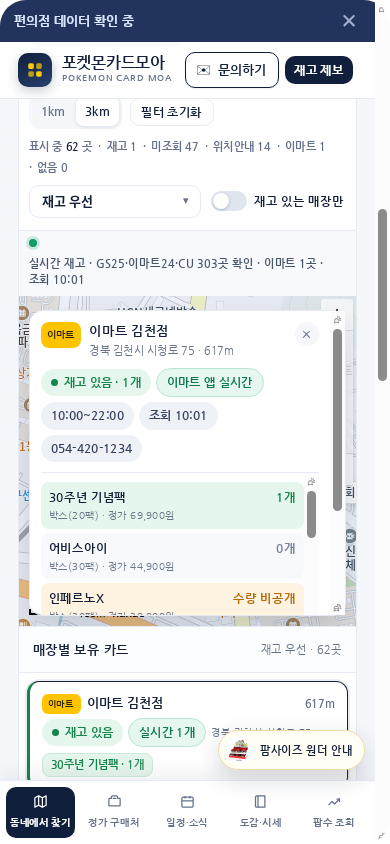 편의점 데이터 확인 중
포켓몬카드모아
POKEMON CARD MOA
문의하기
재고 제보
1km
3km
필터 초기화
표시 중 62 곳 · 재고 1 · 미조회 47 · 위치안내 14 · 이마트 1
· 없음 0
재고 우선
재고 있는 매장만
실시간 재고 · GS25·이마트24·CU 303곳 확인 · 이마트 1곳 ·
조회 10:01
이마트
이마트 김천점
경북 김천시 시청로 75 · 617m
재고 있음 · 1개
이마트 앱 실시간
10:00~22:00
조회 10:01
054-420-1234
30주년 기념팩
1개
박스(20팩) · 정가 69,900원
어비스아이
0개
박스(30팩) · 정가 44,900원
인페르노X
수량 비공개
매장별 보유 카드
재고 우선 · 62곳
이마트
이마트 김천점
617m
재고 있음
실시간 1개
30주년 기념팩 · 1개
팜사이즈 원더 안내
동네에서 찾기
정가 구매처
일정·소식
도감·시세
팝수 조회